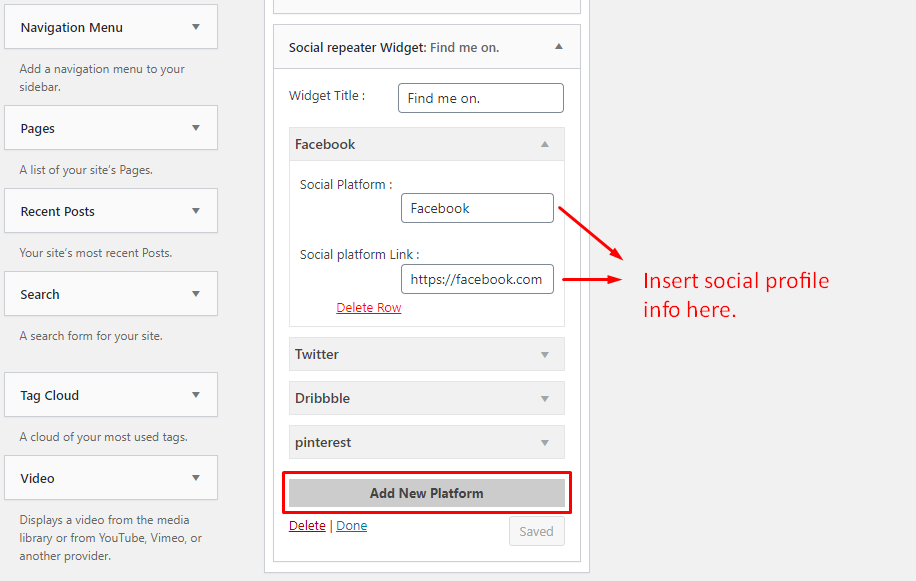 Navigation Menu
Add a navigation menu to your
sidebar.
Pages
A list of your site's Pages.
Recent Posts
Your site's most recent Posts.
Search
A search form for your site.
Tag Cloud
A cloud of your most used tags.
Video
Displays a video from the media
library or from YouTube, Vimeo, or
another provider.
Social repeater Widget: Find me on.
Widget Title :
Find me on.
Facebook
Social Platform :
Facebook
Social platform Link :
https://facebook.com
Delete Row
Twitter
Dribbble
pinterest
Add New Platform
Delete | Done
Saved
Insert social profile
info here.